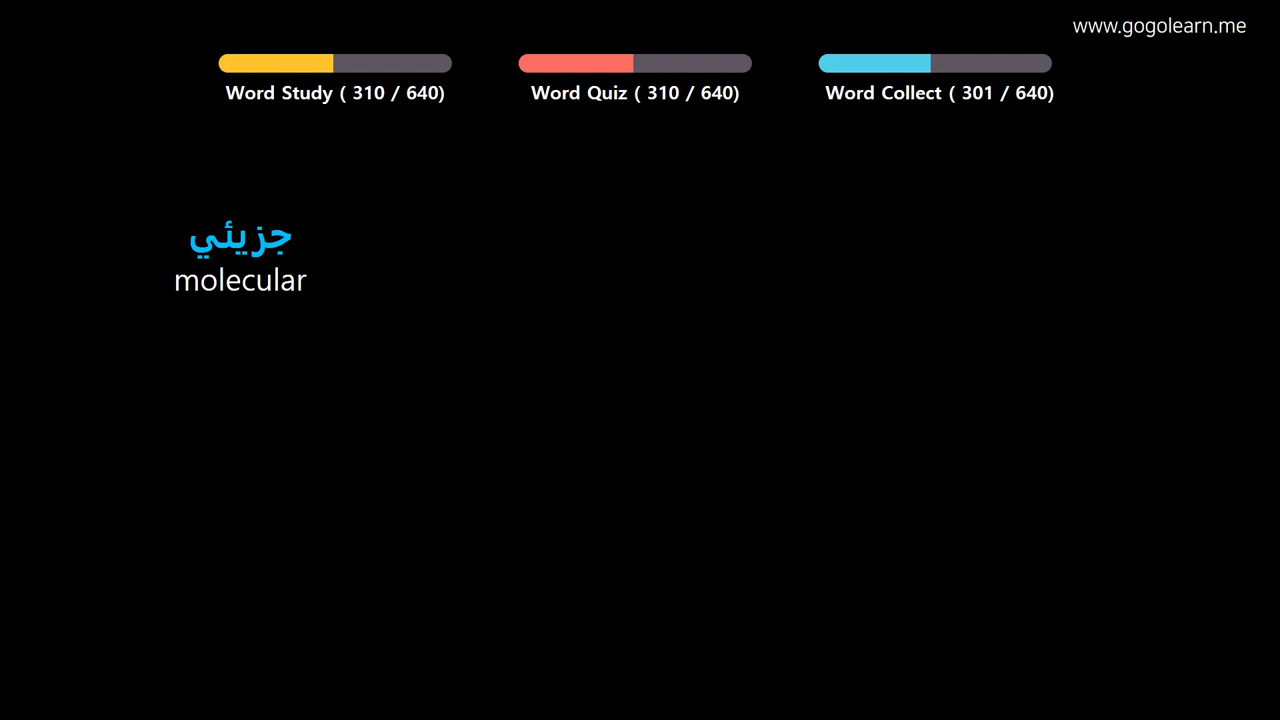 www.gogolearn.me
Word Study ( 310 / 640)
Word Quiz ( 310 / 640)
Word Collect ( 301 / 640)
جزيئي
molecular